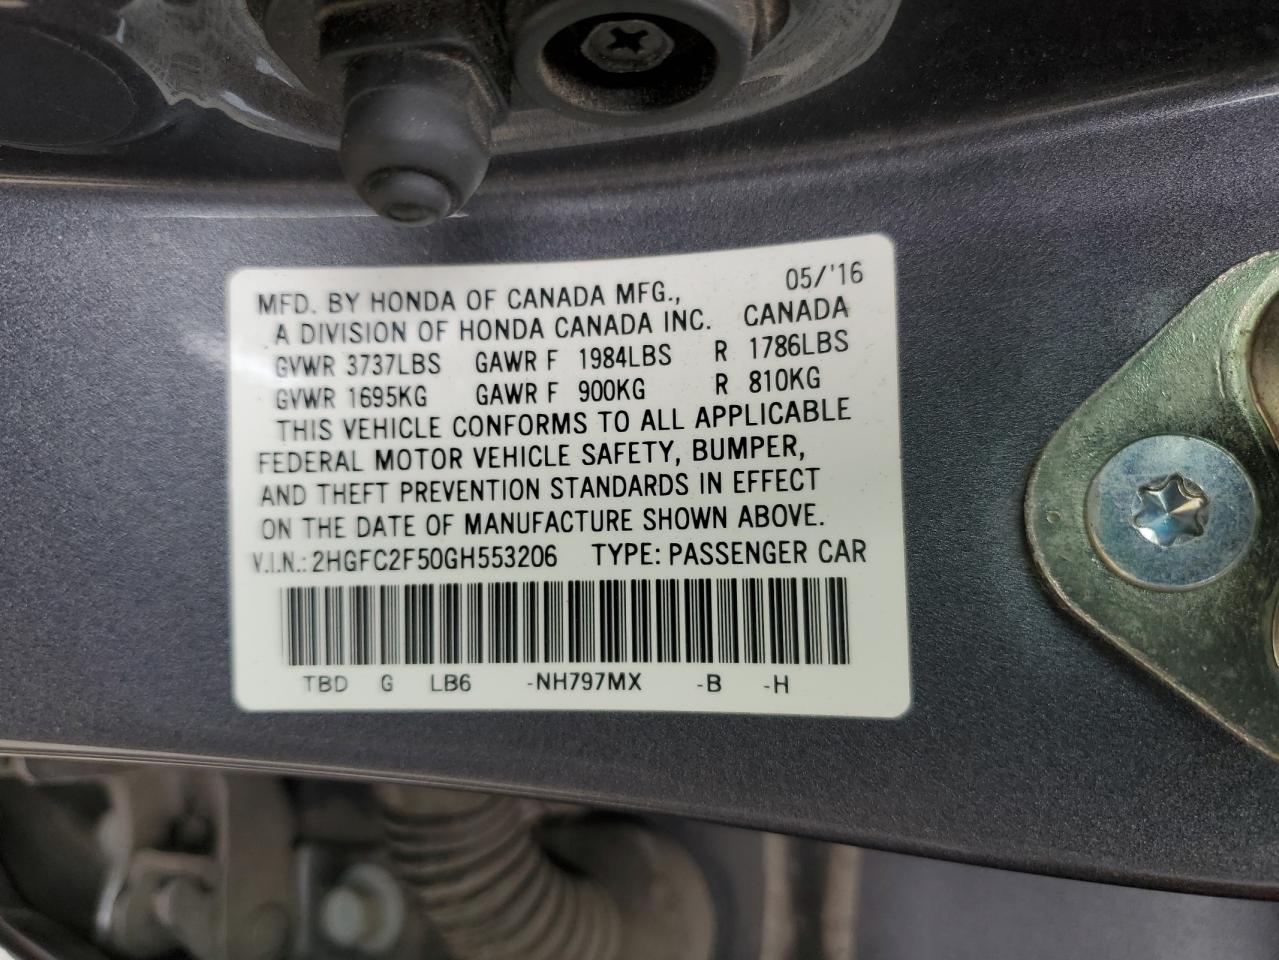 MFD. BY HONDA OF CANADA MFG., 05/'16
A DIVISION OF HONDA CANADA INC. CANADA
GVWR 3737LBS GAWR F 1984LBS R 1786LBS
GVWR 1695KG GAWR F 900KG R 810KG
THIS VEHICLE CONFORMS TO ALL APPLICABLE
FEDERAL MOTOR VEHICLE SAFETY, BUMPER,
AND THEFT PREVENTION STANDARDS IN EFFECT
ON THE DATE OF MANUFACTURE SHOWN ABOVE.
V.I.N.: 2HGFC2F50GH553206 TYPE: PASSENGER CAR
TBD G LB6 -NH797MX -B -H